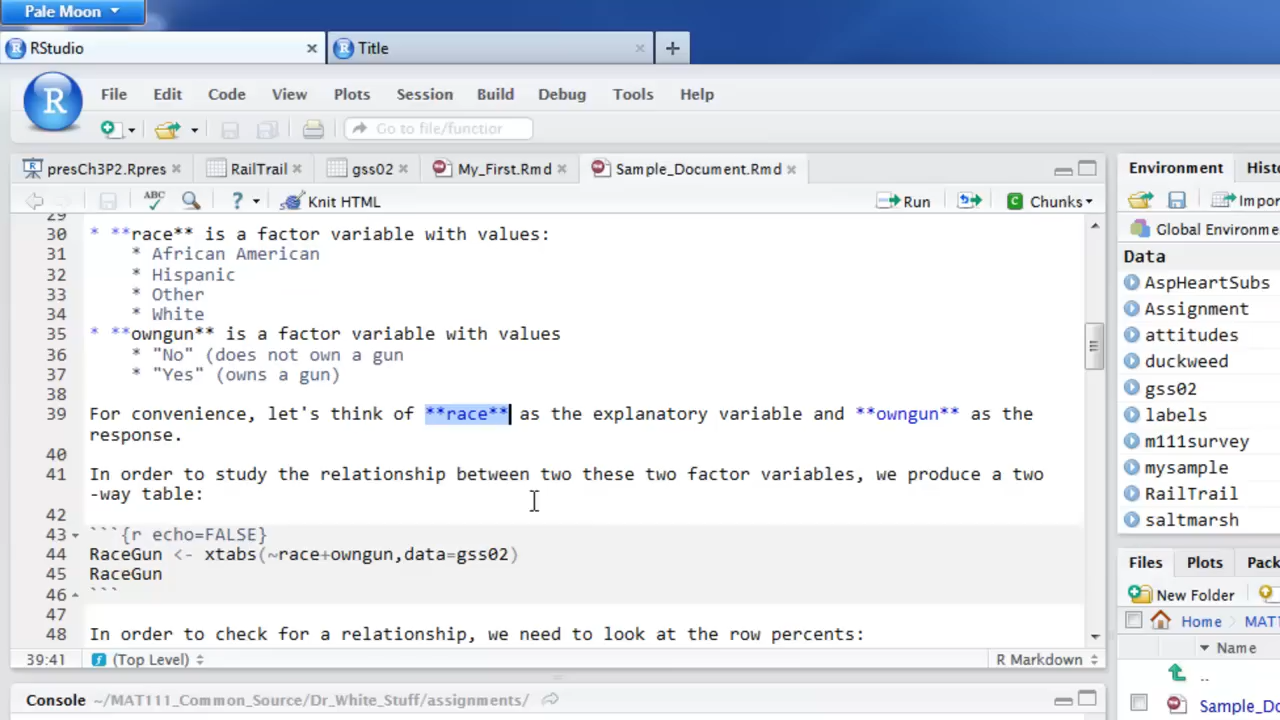 Pale Moon
RStudio
Title
File Edit Code View Plots Session Build Debug Tools Help
Go to file/function
presCh3P2.Rpres RailTrail gss02 My_First.Rmd Sample_Document.Rmd
ABC ? Knit HTML Run Chunks
29
30 * **race** is a factor variable with values:
31 * African American
32 * Hispanic
33 * Other
34 * White
35 * **owngun** is a factor variable with values
36 * "No" (does not own a gun
37 * "Yes" (owns a gun)
38
39 For convenience, let's think of **race** as the explanatory variable and **owngun** as the
response.
40
41 In order to study the relationship between two these two factor variables, we produce a two
-way table:
42
43 ```{r echo=FALSE}
44 RaceGun <- xtabs(~race+owngun,data=gss02)
45 RaceGun
46 ```
47
48 In order to check for a relationship, we need to look at the row percents:
39:41 (Top Level) R Markdown
Console ~/MAT111_Common_Source/Dr_White_Stuff/assignments/
Environment Histo
Impor
Global Environme
Data
AspHeartSubs
Assignment
attitudes
duckweed
gss02
labels
m111survey
mysample
RailTrail
saltmarsh
Files Plots Pack
New Folder
Home MAT
Name
..
Sample_Do